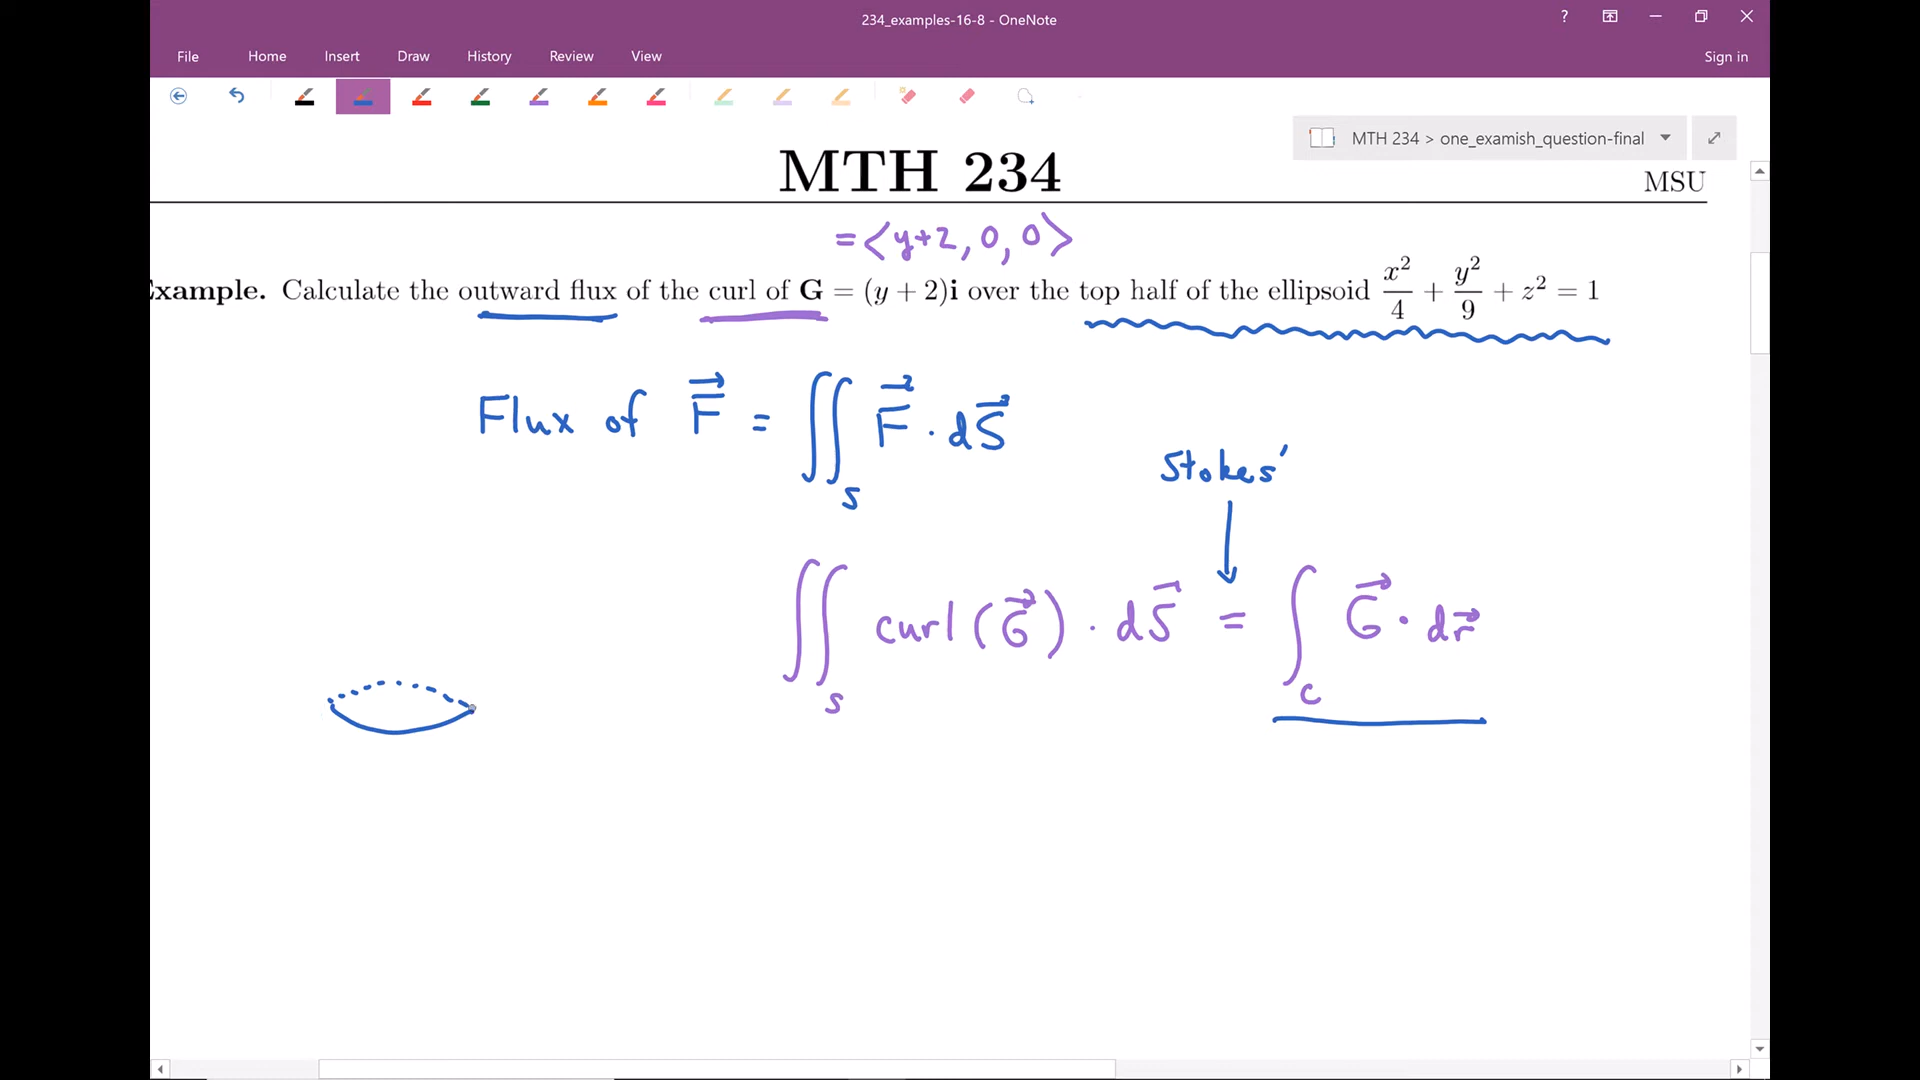 234_examples-16-8 - OneNote
?
File Home Insert Draw History Review View Sign in
MTH 234 > one_examish_question-final
MTH 234
MSU
= <y+2, 0, 0>
Example. Calculate the outward flux of the curl of G = (y + 2)i over the top half of the ellipsoid x²/4 + y²/9 + z² = 1
Flux of F⃗ = ∬_S F⃗ · dS⃗
Stokes'
∬_S curl(G⃗) · dS⃗ = ∫_C G⃗ · dr⃗